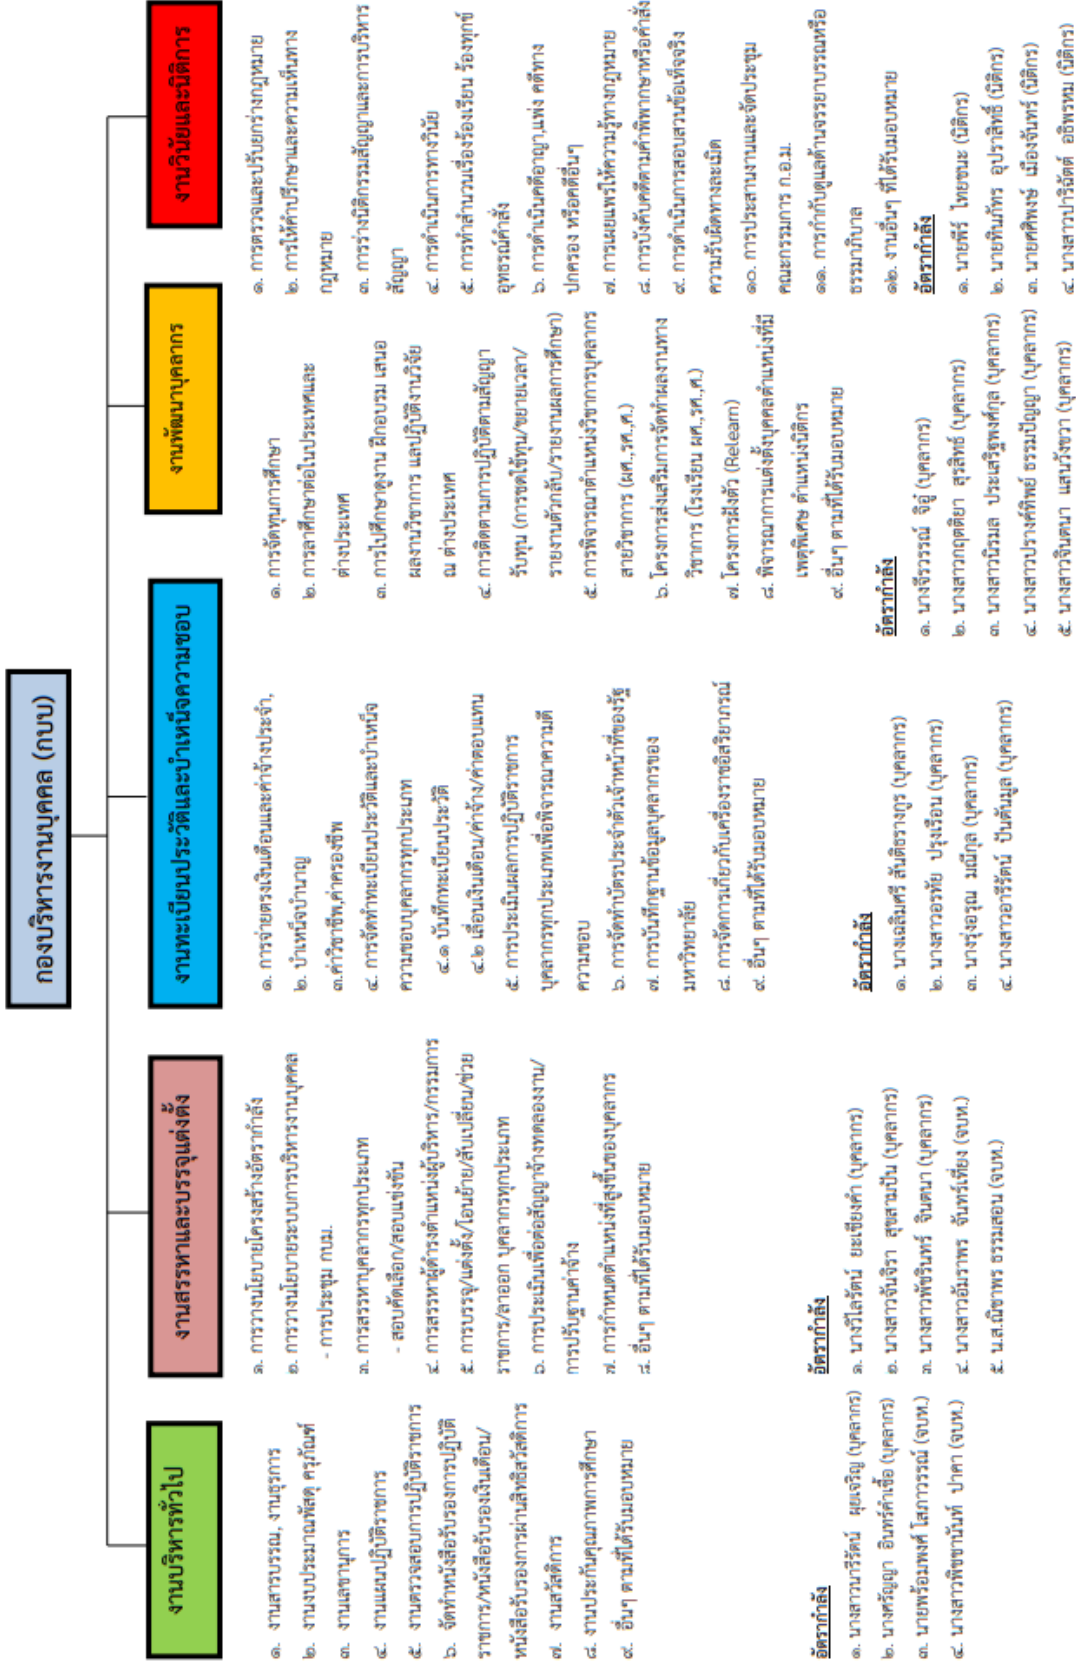 กองบริหารงานบุคคล (กบบ)
งานบริหารทั่วไป
๑. งานสารบรรณ, งานธุรการ
๒. งานงบประมาณพัสดุ ครุภัณฑ์
๓. งานเลขานุการ
๔. งานแผนปฏิบัติราชการ
๕. งานตรวจสอบการปฏิบัติราชการ
๖. จัดทำหนังสือรับรองการปฏิบัติ
ราชการ/หนังสือรับรองเงินเดือน/
หนังสือรับรองการผ่านสิทธิสวัสดิการ
๗. งานสวัสดิการ
๘. งานประกันคุณภาพการศึกษา
๙. อื่นๆ ตามที่ได้รับมอบหมาย
อัตรากำลัง
๑. นางสาวนารีรัตน์ ผุยเจริญ (บุคลากร)
๒. นางศรัญญา อินทร์คำเชื้อ (บุคลากร)
๓. นายพร้อมพงศ์ โสภาวรรณ์ (จบท.)
๔. นางสาวพิชชานันท์ ปาคา (จบท.)
งานสรรหาและบรรจุแต่งตั้ง
๑. การวางนโยบายโครงสร้างอัตรากำลัง
๒. การวางนโยบายระบบการบริหารงานบุคคล
- การประชุม กบม.
๓. การสรรหาบุคลากรทุกประเภท
- สอบคัดเลือก/สอบแข่งขัน
๔. การสรรหาผู้ดำรงตำแหน่งผู้บริหาร/กรรมการ
๕. การบรรจุ/แต่งตั้ง/โอนย้าย/สับเปลี่ยน/ช่วย
ราชการ/ลาออก บุคลากรทุกประเภท
๖. การประเมินเพื่อต่อสัญญาจ้างทดลองงาน/
การปรับฐานค่าจ้าง
๗. การกำหนดตำแหน่งที่สูงขึ้นของบุคลากร
๘. อื่นๆ ตามที่ได้รับมอบหมาย
อัตรากำลัง
๑. นางวิไลรัตน์ ยะเชียงคำ (บุคลากร)
๒. นางสาวจันจิรา สุขสามปัน (บุคลากร)
๓. นางสาวพัชรินทร์ จินตนา (บุคลากร)
๔. นางสาวอัมราพร จันทร์เที่ยง (จบท.)
๕. น.ส.ณิชาพร ธรรมสอน (จบท.)
งานทะเบียนประวัติและบำเหน็จความชอบ
๑. การจ่ายตรงเงินเดือนและค่าจ้างประจำ,
๒. บำเหน็จบำนาญ
๓.ค่าวิชาชีพ,ค่าครองชีพ
๔. การจัดทำทะเบียนประวัติและบำเหน็จ
ความชอบบุคลากรทุกประเภท
๔.๑ บันทึกทะเบียนประวัติ
๔.๒ เลื่อนเงินเดือน/ค่าจ้าง/ค่าตอบแทน
๕. การประเมินผลการปฏิบัติราชการ
บุคลากรทุกประเภทเพื่อพิจารณาความดี
ความชอบ
๖. การจัดทำบัตรประจำตัวเจ้าหน้าที่ของรัฐ
๗. การบันทึกฐานข้อมูลบุคลากรของ
มหาวิทยาลัย
๘. การจัดการเกี่ยวกับเครื่องราชอิสริยาภรณ์
๙. อื่นๆ ตามที่ได้รับมอบหมาย
อัตรากำลัง
๑. นางเฉลิมศรี สันติธรางกูร (บุคลากร)
๒. นางสาวอรทัย ปรุงเรือน (บุคลากร)
๓. นางรุ่งอรุณ มณีกุล (บุคลากร)
๔. นางสาวอารีรัตน์ ปันต้นมูล (บุคลากร)
งานพัฒนาบุคลากร
๑. การจัดทุนการศึกษา
๒. การลาศึกษาต่อในประเทศและ
ต่างประเทศ
๓. การไปศึกษาดูงาน ฝึกอบรม เสนอ
ผลงานวิชาการ แลปฏิบัติงานวิจัย
ณ ต่างประเทศ
๔. การติดตามการปฏิบัติตามสัญญา
รับทุน (การชดใช้ทุน/ขยายเวลา/
รายงานตัวกลับ/รายงานผลการศึกษา)
๕. การพิจารณาตำแหน่งวิชาการบุคลากร
สายวิชาการ (ผศ.,รศ.,ศ.)
๖. โครงการส่งเสริมการจัดทำผลงานทาง
วิชาการ (โรงเรียน ผศ.,รศ.,ศ.)
๗. โครงการฝังตัว (Relearn)
๘. พิจารณาการแต่งตั้งบุคคลตำแหน่งที่มี
เหตุพิเศษ ตำแหน่งนิติกร
๙. อื่นๆ ตามที่ได้รับมอบหมาย
อัตรากำลัง
๑. นางจีรวรรณ์ จิอู๋ (บุคลากร)
๒. นางสาวกฤตติยา สุรสิทธ์ (บุคลากร)
๓. นางสาวนิรมล ประเสริฐพงศ์กุล (บุคลากร)
๔. นางสาวปรางค์ทิพย์ ธรรมปัญญา (บุคลากร)
๕. นางสาวจินตนา แสนวังขวา (บุคลากร)
งานวินัยและนิติการ
๑. การตรวจและปรับยกร่างกฎหมาย
๒. การให้คำปรึกษาและความเห็นทาง
กฎหมาย
๓. การร่างนิติกรรมสัญญาและการบริหาร
สัญญา
๔. การดำเนินการทางวินัย
๕. การทำสำนวนเรื่องร้องเรียน ร้องทุกข์
อุทธรณ์คำสั่ง
๖. การดำเนินคดีอาญา,แพ่ง คดีทาง
ปกครอง หรือคดีอื่นๆ
๗. การเผยแพร่ให้ความรู้ทางกฎหมาย
๘. การบังคับคดีตามคำพิพากษาหรือคำสั่ง
๙. การดำเนินการสอบสวนข้อเท็จจริง
ความรับผิดทางละเมิด
๑๐. การประสานงานและจัดประชุม
คณะกรรมการ ก.อ.ม.
๑๑. การกำกับดูแลด้านจรรยาบรรณหรือ
ธรรมาภิบาล
๑๒. งานอื่นๆ ที่ได้รับมอบหมาย
อัตรากำลัง
๑. นายพีร์ ไทยชนะ (นิติกร)
๒. นายทินภัทร อุปราสิทธิ์ (นิติกร)
๓. นายศศิพงษ์ เมืองจันทร์ (นิติกร)
๔. นางสาวปาริฉัตต์ อธิพรหม (นิติกร)